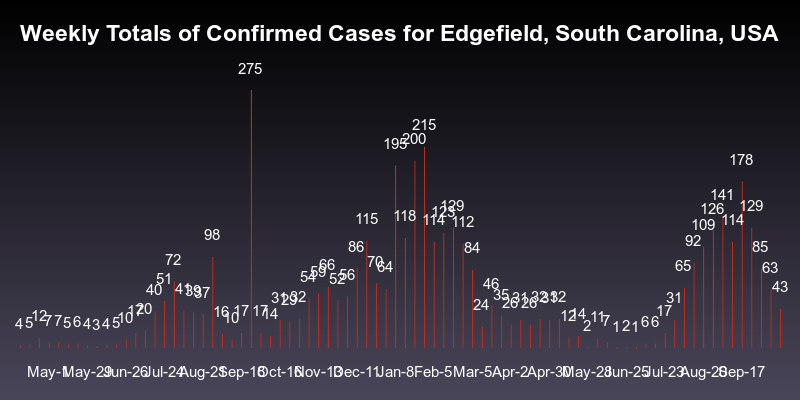 Weekly Totals of Confirmed Cases for Edgefield, South Carolina, USA
4 5 12 7 7 5 6 4 3 4 5 10 17 20 40 51 72 41 39 37 98 16 10 17 275 17 14 31 29 32 54 59 66 52 56 86 115 70 64 195 118 200 215 114 123 129 112 84 24 46 35 26 31 26 32 31 32 12 14 2 11 7 1 2 1 6 6 17 31 65 92 109 126 141 114 178 129 85 63 43
May-1 May-29 Jun-26 Jul-24 Aug-21 Sep-18 Oct-16 Nov-13 Dec-11 Jan-8 Feb-5 Mar-5 Apr-2 Apr-30 May-28 Jun-25 Jul-23 Aug-20 Sep-17